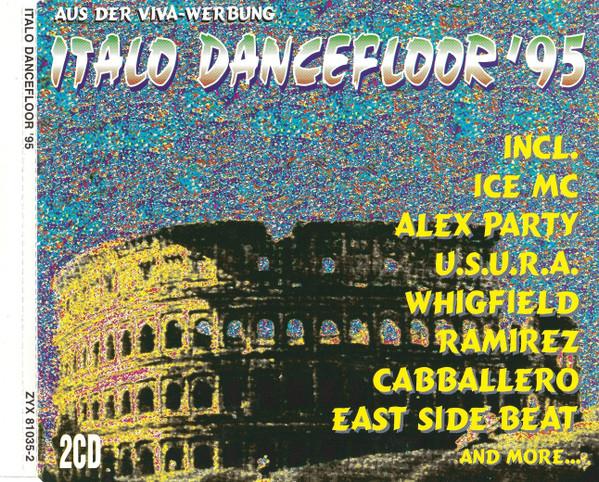 AUS DER VIVA-WERBUNG
ITALO DANCEFLOOR '95
INCL.
ICE MC
ALEX PARTY
U.S.U.R.A.
WHIGFIELD
RAMIREZ
CABBALLERO
EAST SIDE BEAT
AND MORE...
2CD
ITALO DANCEFLOOR '95
ZYX 81035-2